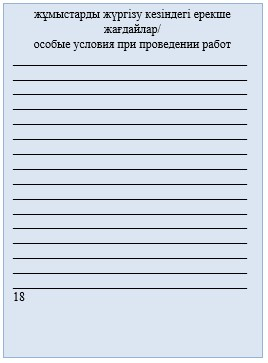 жұмыстарды жүргізу кезіндегі ерекше
жағдайлар/
особые условия при проведении работ
18